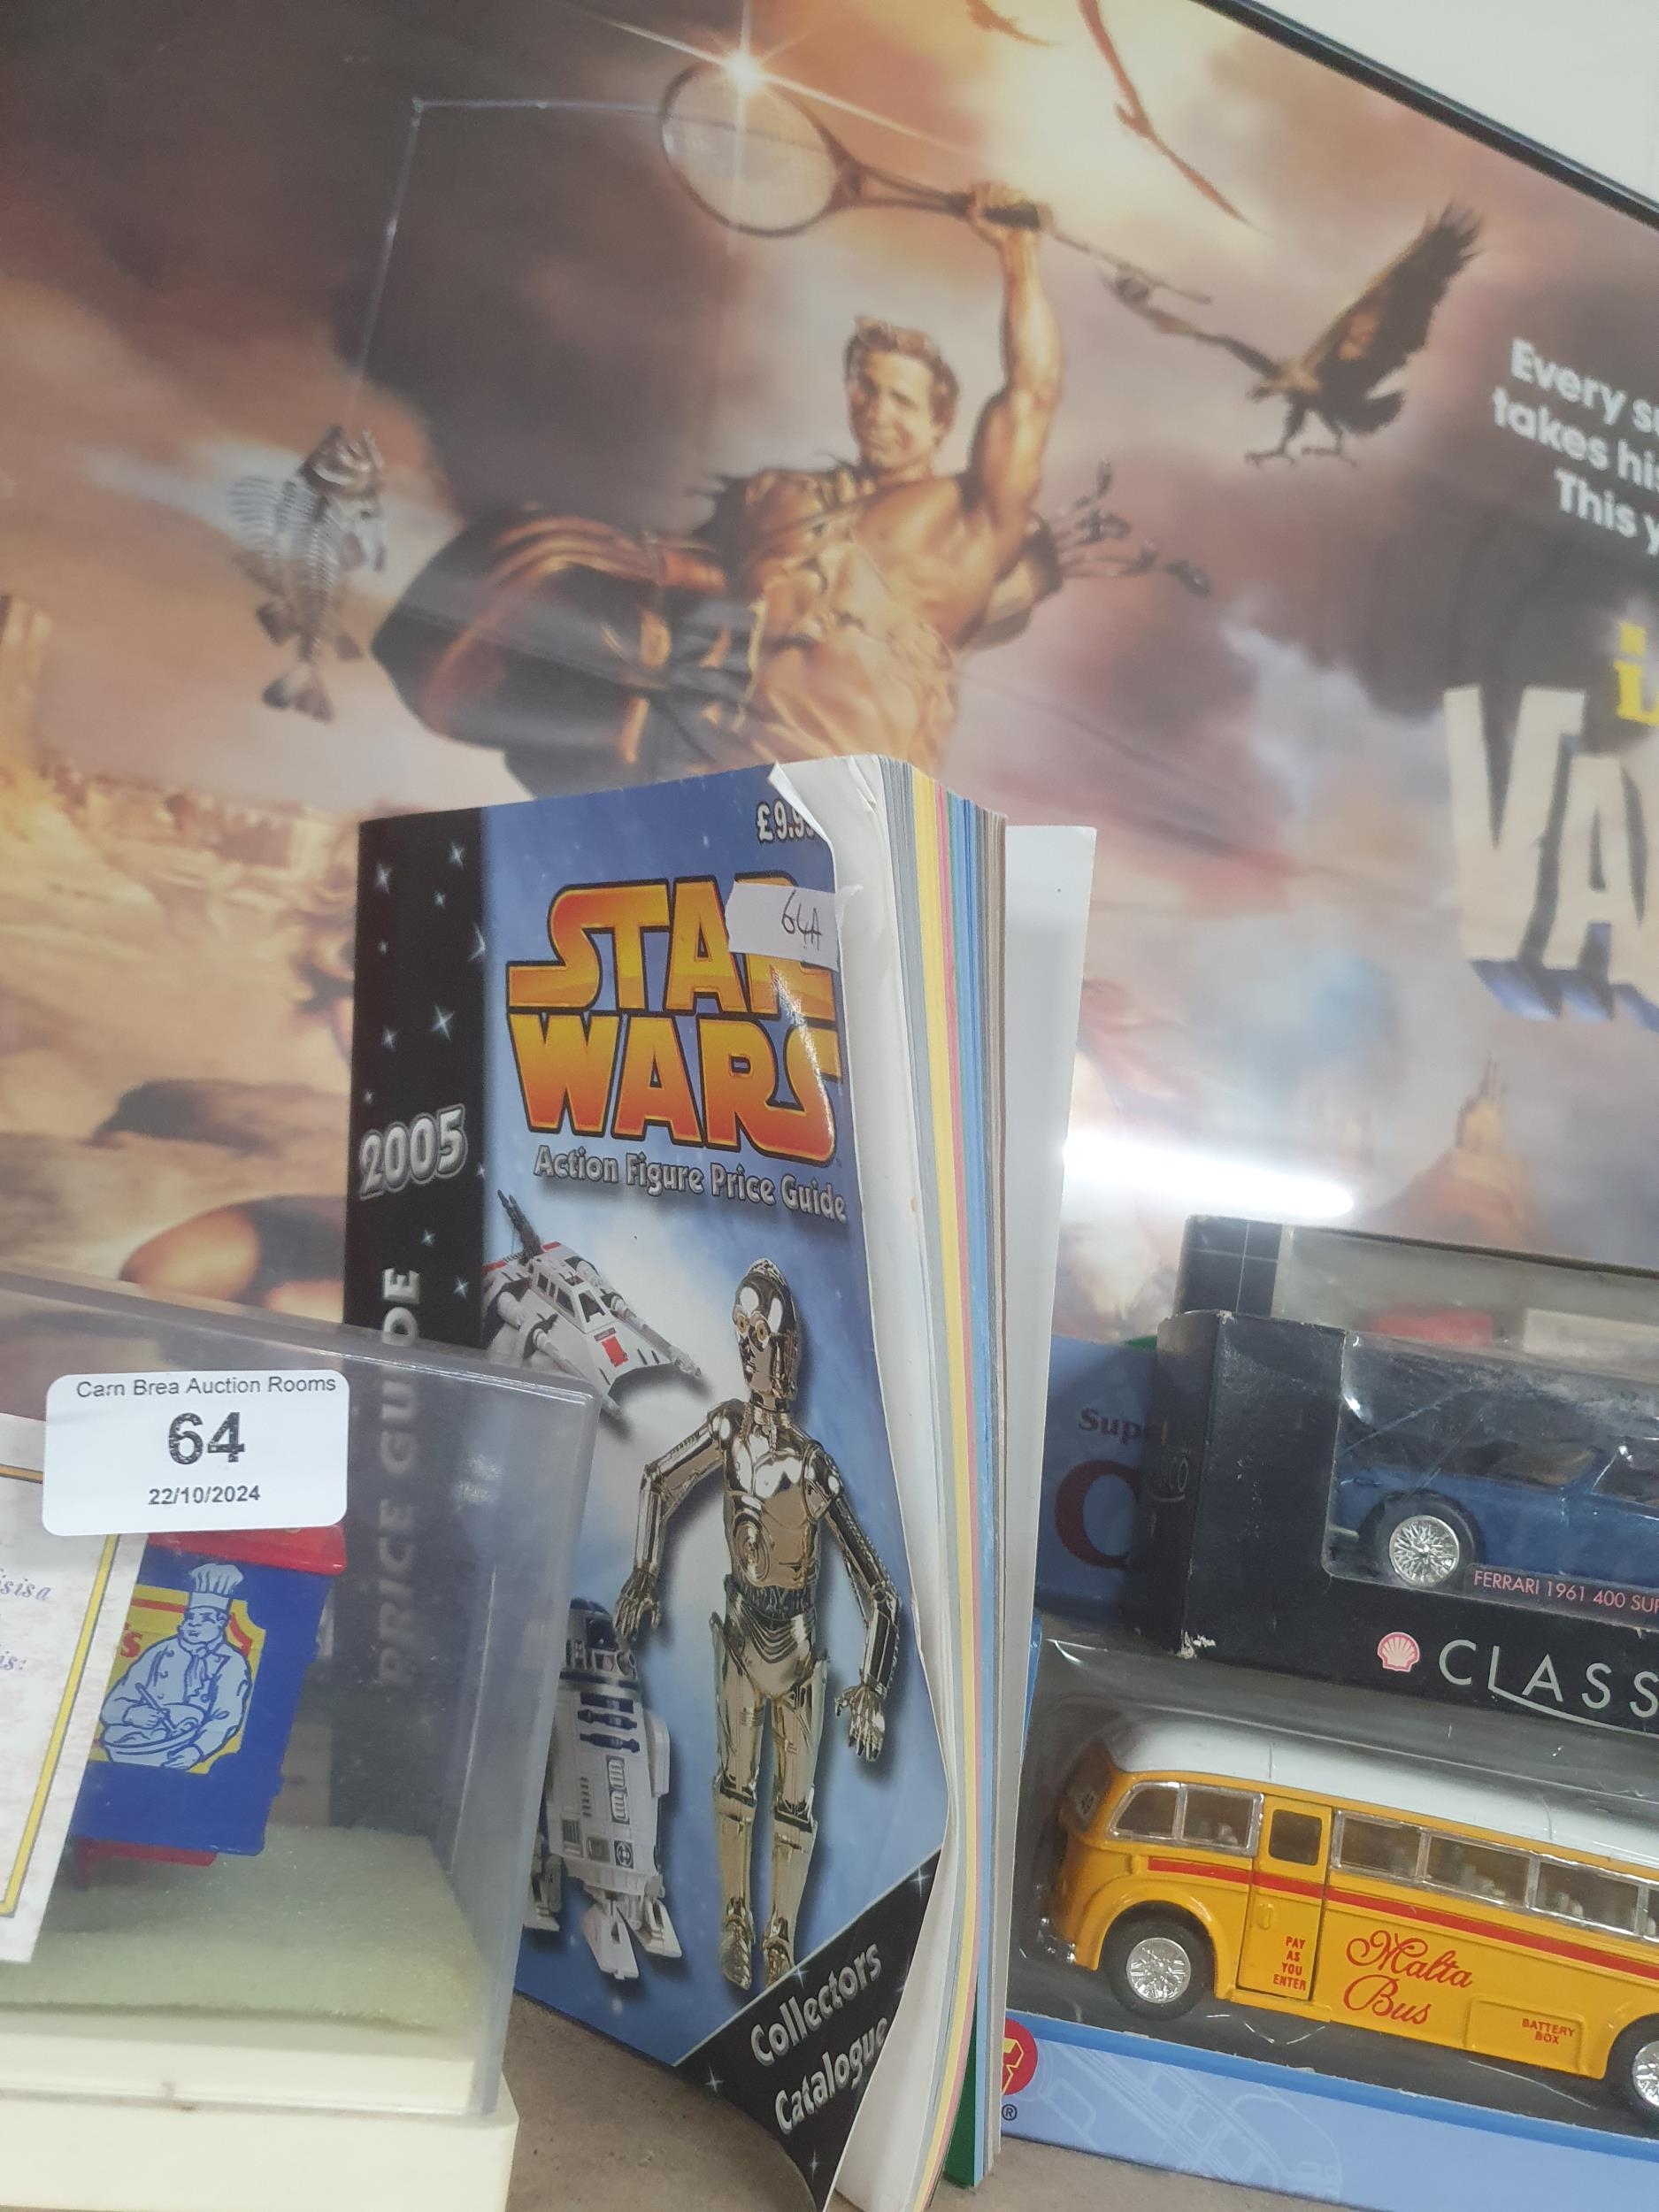 Every
takes his
This
VA
£9.99
64A
STAR
WARS
Action Figure Price Guide
2005
PRICE GUIDE
Carn Brea Auction Rooms
64
22/10/2024
Collectors
Catalogue
FERRARI 1961 400
CLASS
Malta
Bus
PAY
AS
YOU
ENTER
BATTERY
BOX
®